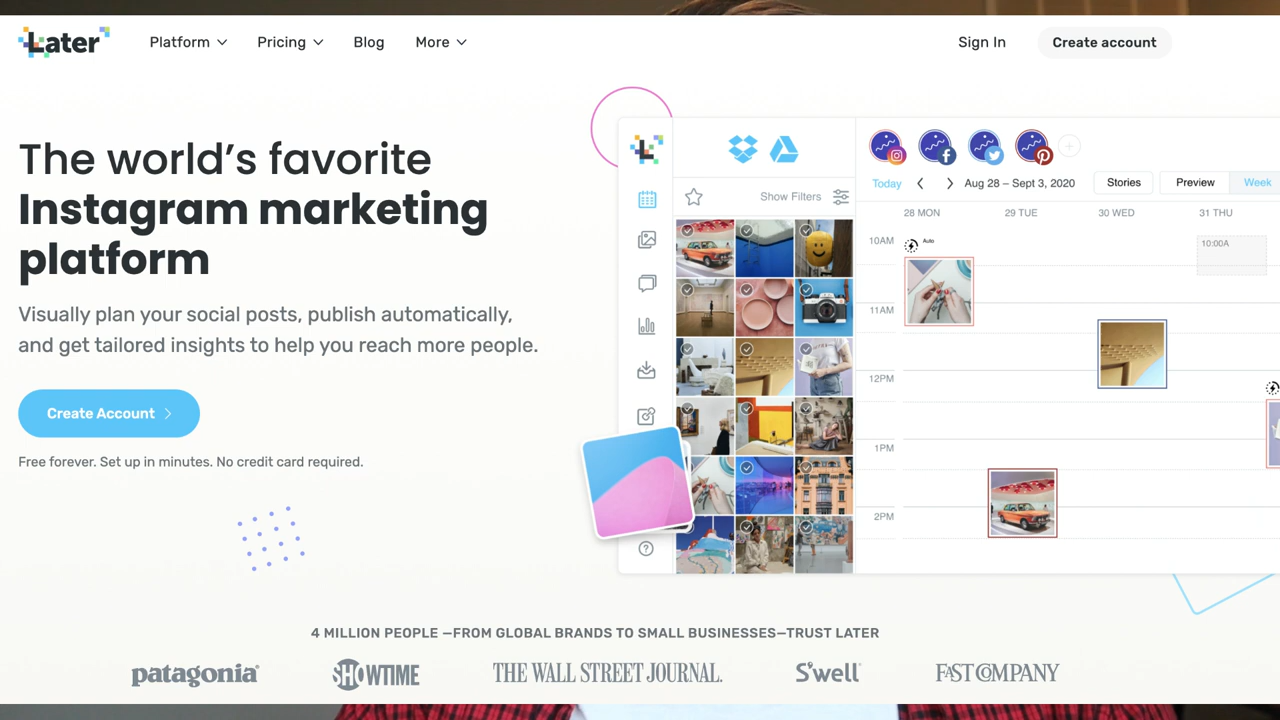 Later
Platform
Pricing
Blog
More
Sign In
Create account
The world's favorite
Instagram marketing
platform
Visually plan your social posts, publish automatically,
and get tailored insights to help you reach more people.
Create Account
Free forever. Set up in minutes. No credit card required.
L
Show Filters
Today
Aug 28 – Sept 3, 2020
Stories
Preview
Week
28 MON
29 TUE
30 WED
31 THU
10AM
Auto
10:00A
11AM
12PM
1PM
2PM
4 MILLION PEOPLE —FROM GLOBAL BRANDS TO SMALL BUSINESSES—TRUST LATER
patagonia®
SHOWTIME
THE WALL STREET JOURNAL.
S'well
FAST COMPANY